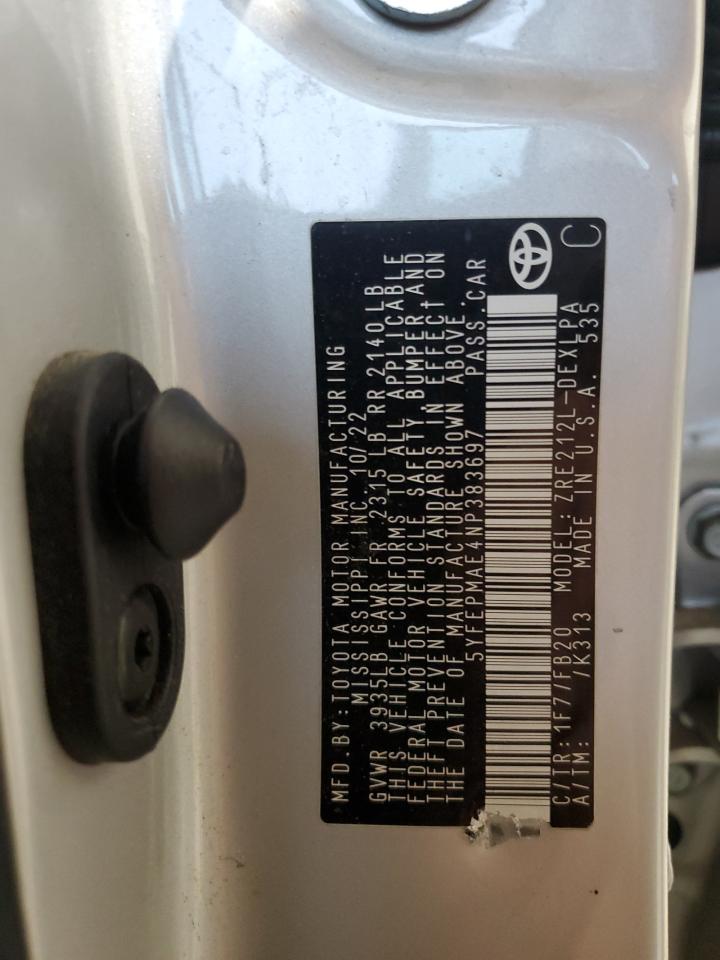 MFD. BY: TOYOTA MOTOR MANUFACTURING
MISSISSIPPI, INC. 10/22
GVWR 3935LB GAWR FR 2315 LB RR 2140 LB
THIS VEHICLE CONFORMS TO ALL APPLICABLE
FEDERAL MOTOR VEHICLE SAFETY, BUMPER, AND
THEFT PREVENTION STANDARDS IN EFFECT ON
THE DATE OF MANUFACTURE SHOWN ABOVE.
5YFEPMAE4NP383697 PASS. CAR
C/TR: 1F7/FB20 MODEL: ZRE212L-DEXLPA
A/TM: /K313 MADE IN U.S.A. 535
C